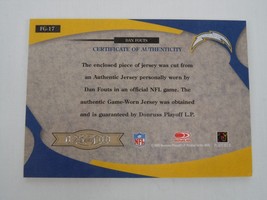 FG-17
DAN FOUTS
CERTIFICATE OF AUTHENTICITY
The enclosed piece of jersey was cut from
an Authentic Jersey personally worn by
Dan Fouts in an official NFL game. The
authentic Game-Worn Jersey was obtained
and is guaranteed by Donruss Playoff L.P.
NFL